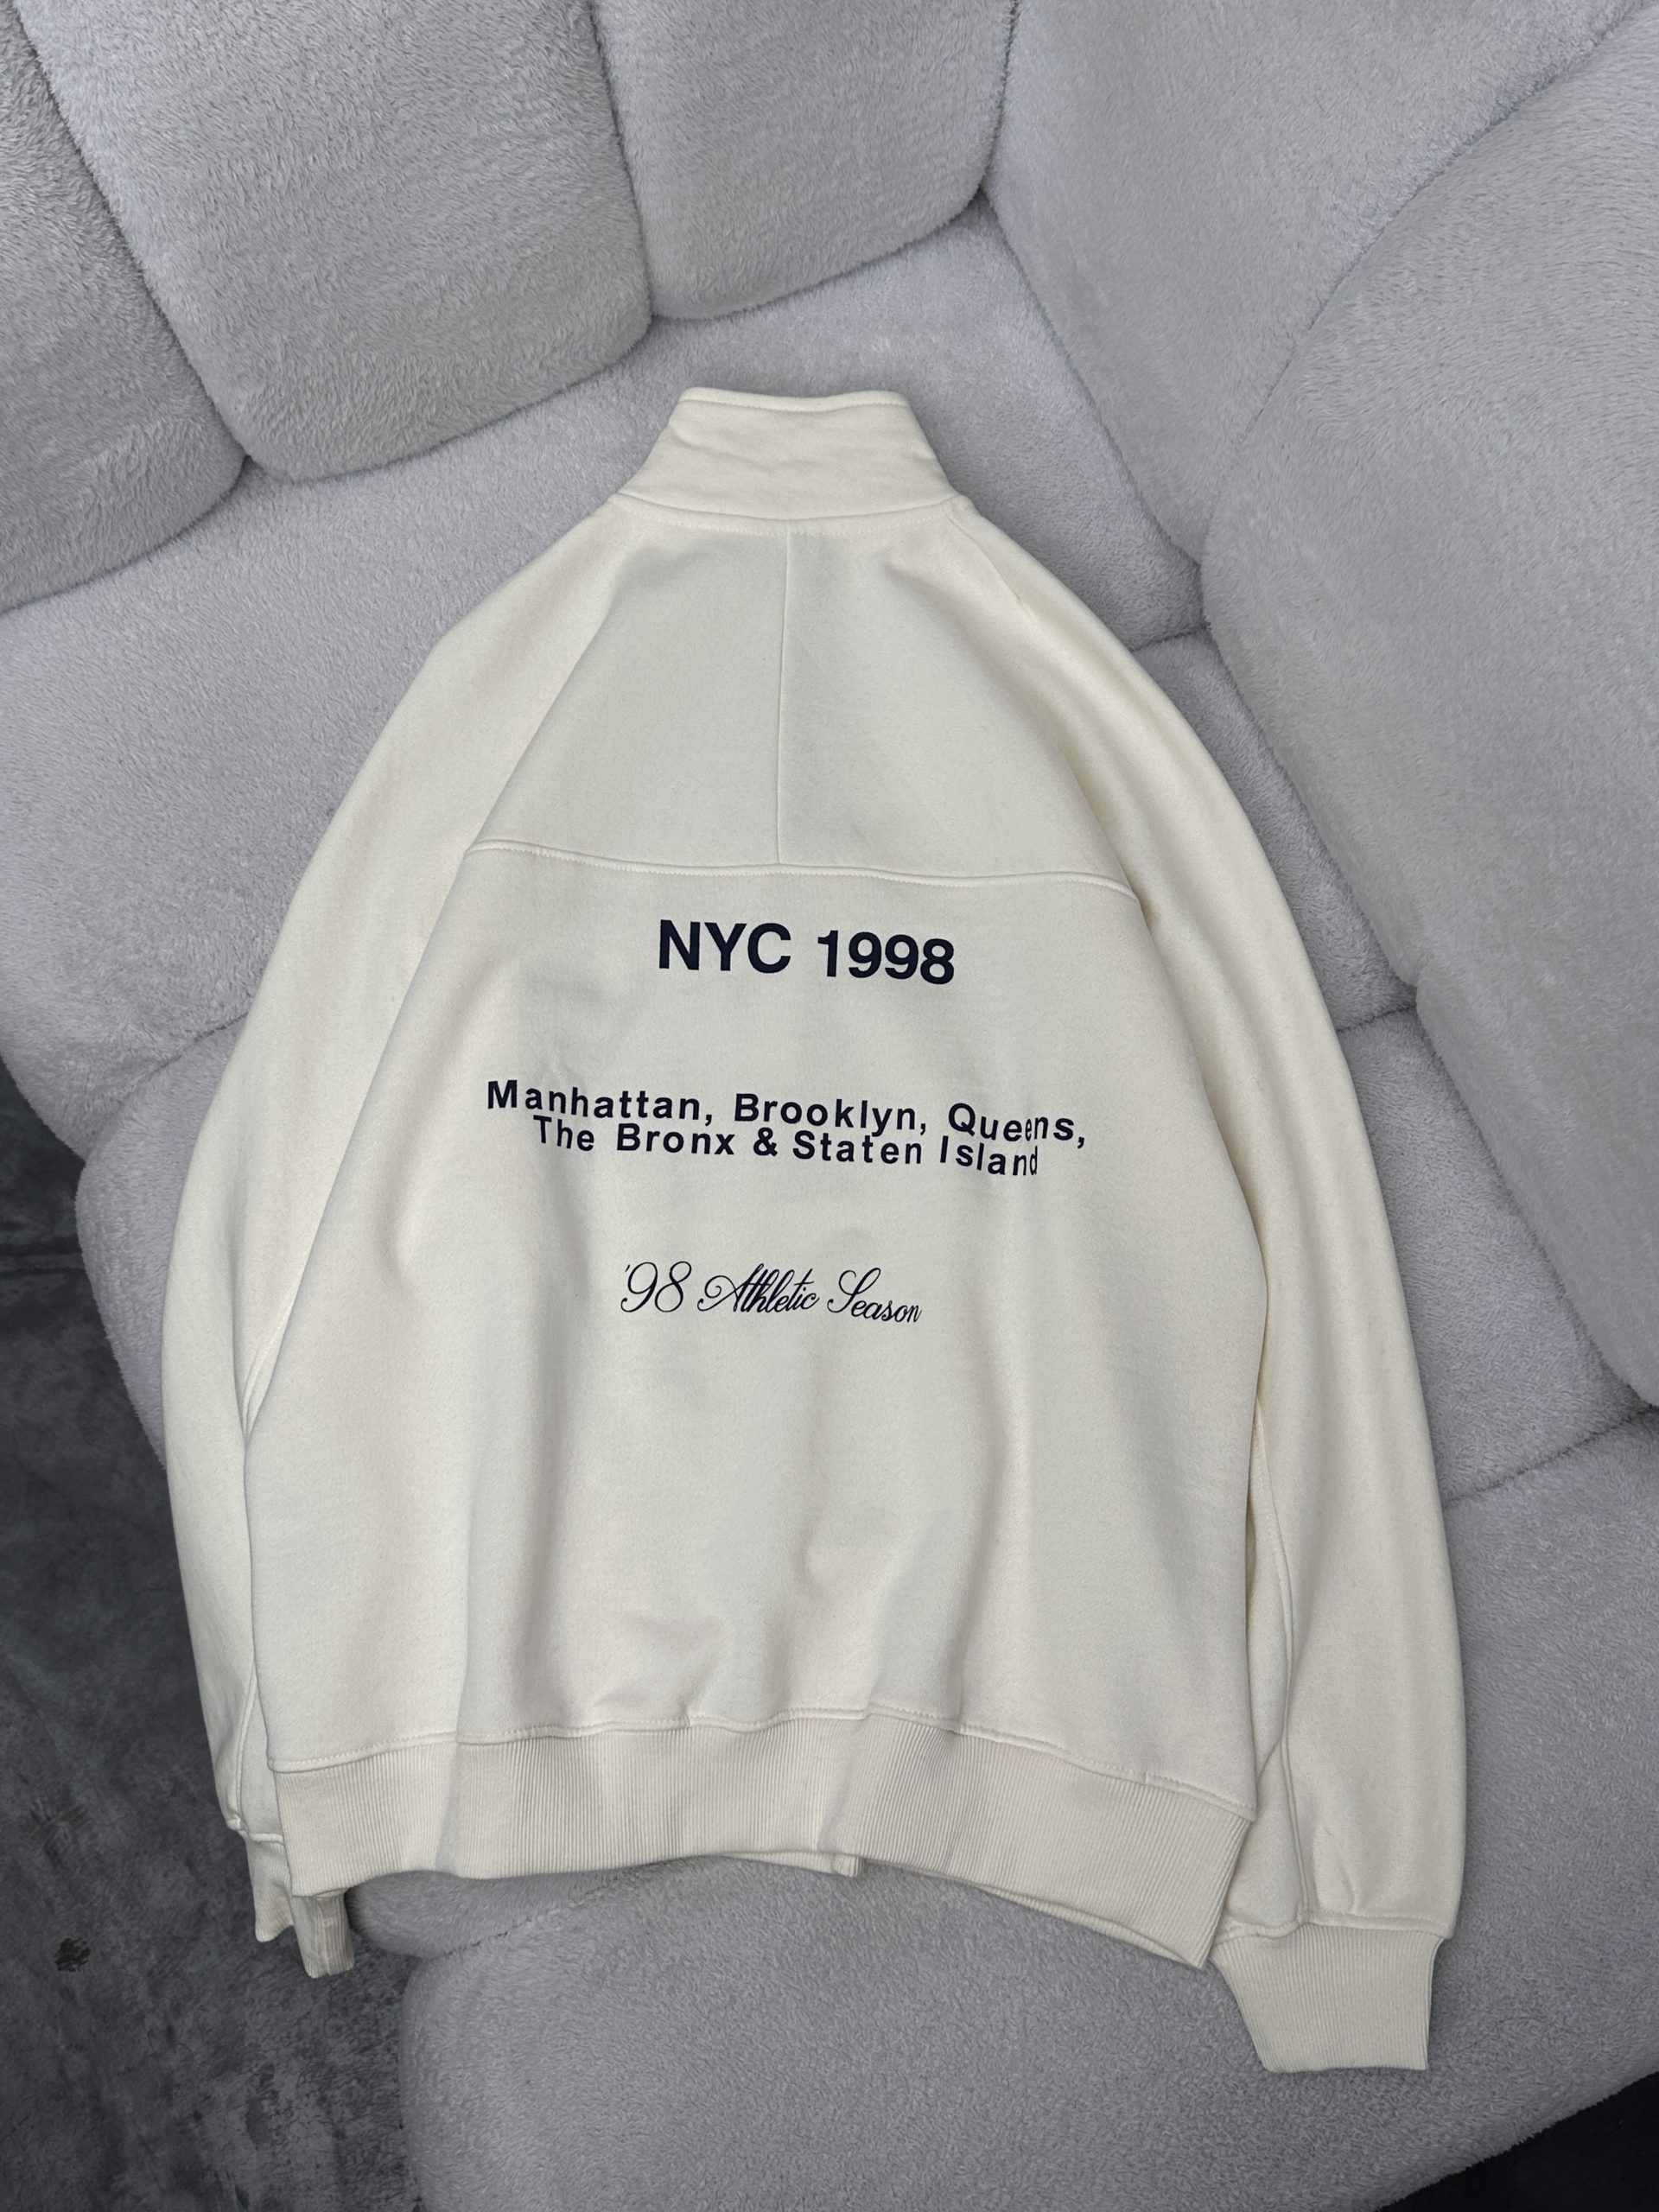 NYC 1998
Manhattan, Brooklyn, Queens,
The Bronx & Staten Island
'98 Athletic Season